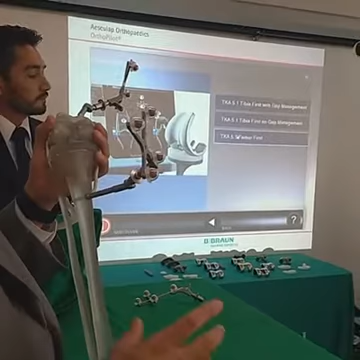 Aesculap Orthopaedics
OrthoPilot®
TKA 5.1 Tibia First with Gap Management
TKA 5.1 Tibia First no Gap Management
TKA 5.1 Femur First
?
B|BRAUN